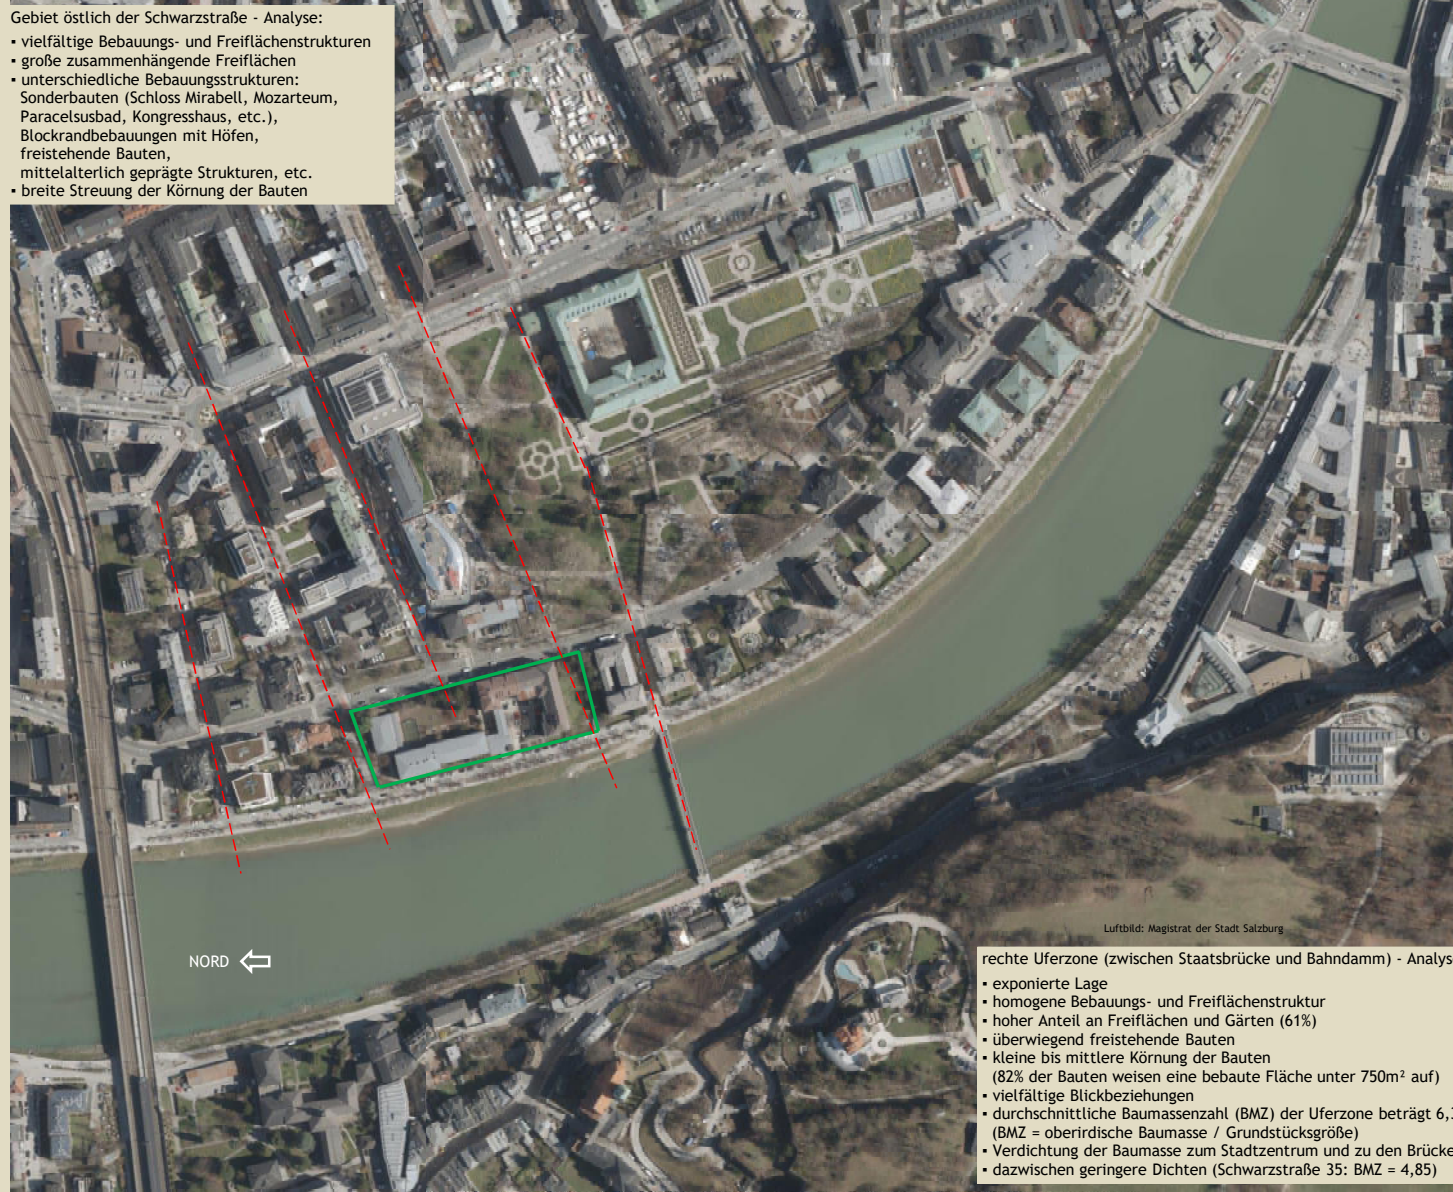 Gebiet östlich der Schwarzstraße - Analyse:
▪ vielfältige Bebauungs- und Freiflächenstrukturen
▪ große zusammenhängende Freiflächen
▪ unterschiedliche Bebauungsstrukturen:
Sonderbauten (Schloss Mirabell, Mozarteum,
Paracelsusbad, Kongresshaus, etc.),
Blockrandbebauungen mit Höfen,
freistehende Bauten,
mittelalterlich geprägte Strukturen, etc.
▪ breite Streuung der Körnung der Bauten
NORD
Luftbild: Magistrat der Stadt Salzburg
rechte Uferzone (zwischen Staatsbrücke und Bahndamm) - Analys
▪ exponierte Lage
▪ homogene Bebauungs- und Freiflächenstruktur
▪ hoher Anteil an Freiflächen und Gärten (61%)
▪ überwiegend freistehende Bauten
▪ kleine bis mittlere Körnung der Bauten
(82% der Bauten weisen eine bebaute Fläche unter 750m² auf)
▪ vielfältige Blickbeziehungen
▪ durchschnittliche Baumassenzahl (BMZ) der Uferzone beträgt 6,
(BMZ = oberirdische Baumasse / Grundstücksgröße)
▪ Verdichtung der Baumasse zum Stadtzentrum und zu den Brücke
▪ dazwischen geringere Dichten (Schwarzstraße 35: BMZ = 4,85)